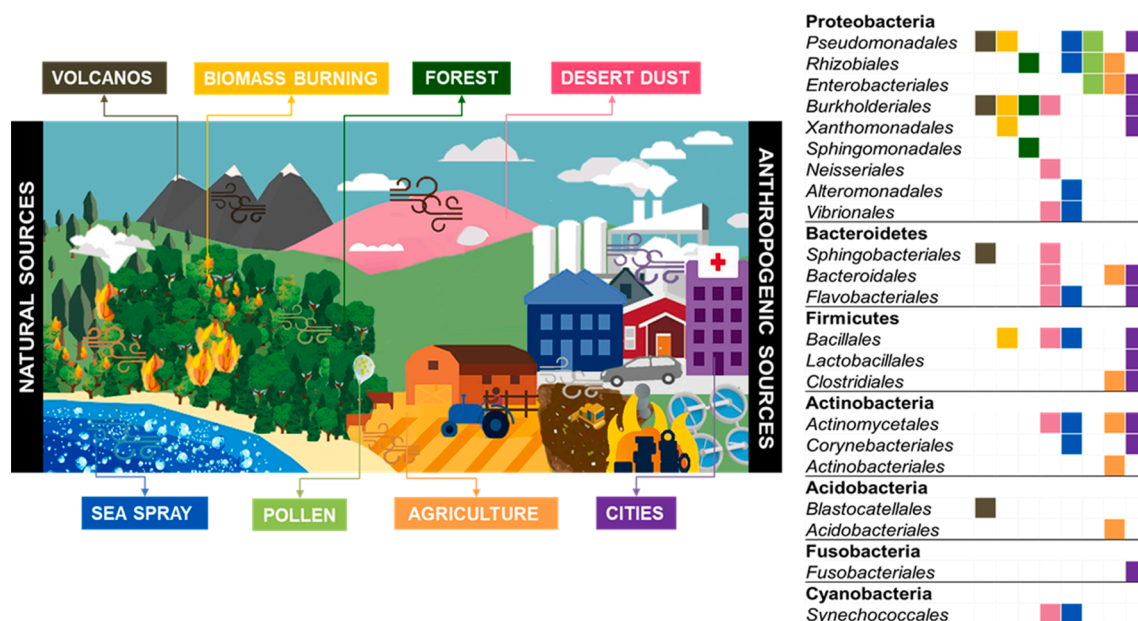 VOLCANOS
BIOMASS BURNING
FOREST
DESERT DUST
NATURAL SOURCES
ANTHROPOGENIC SOURCES
SEA SPRAY
POLLEN
AGRICULTURE
CITIES
Proteobacteria
Pseudomonadales
Rhizobiales
Enterobacteriales
Burkholderiales
Xanthomonadales
Sphingomonadales
Neisseriales
Alteromonadales
Vibrionales
Bacteroidetes
Sphingobacteriales
Bacteroidales
Flavobacteriales
Firmicutes
Bacillales
Lactobacillales
Clostridiales
Actinobacteria
Actinomycetales
Corynebacteriales
Actinobacteriales
Acidobacteria
Blastocatellales
Acidobacteriales
Fusobacteria
Fusobacteriales
Cyanobacteria
Synechococcales